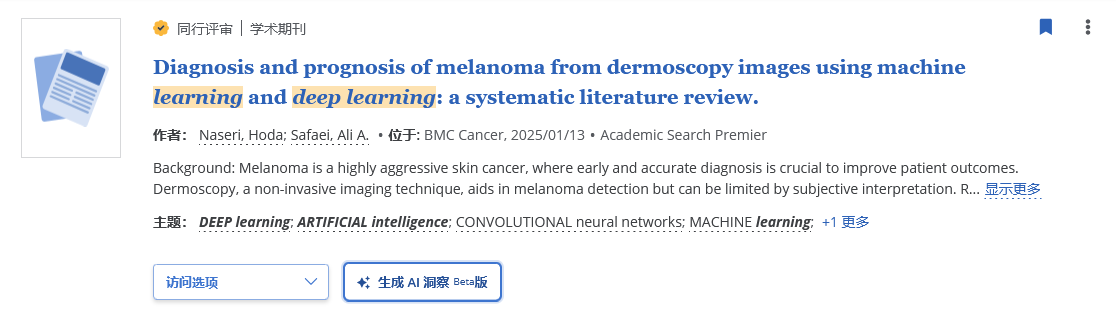 同行评审 | 学术期刊
Diagnosis and prognosis of melanoma from dermoscopy images using machine
learning and deep learning: a systematic literature review.
作者： Naseri, Hoda; Safaei, Ali A. • 位于: BMC Cancer, 2025/01/13 • Academic Search Premier
Background: Melanoma is a highly aggressive skin cancer, where early and accurate diagnosis is crucial to improve patient outcomes.
Dermoscopy, a non-invasive imaging technique, aids in melanoma detection but can be limited by subjective interpretation. R... 显示更多
主题： DEEP learning; ARTIFICIAL intelligence; CONVOLUTIONAL neural networks; MACHINE learning; +1 更多
访问选项
生成 AI 洞察 Beta版